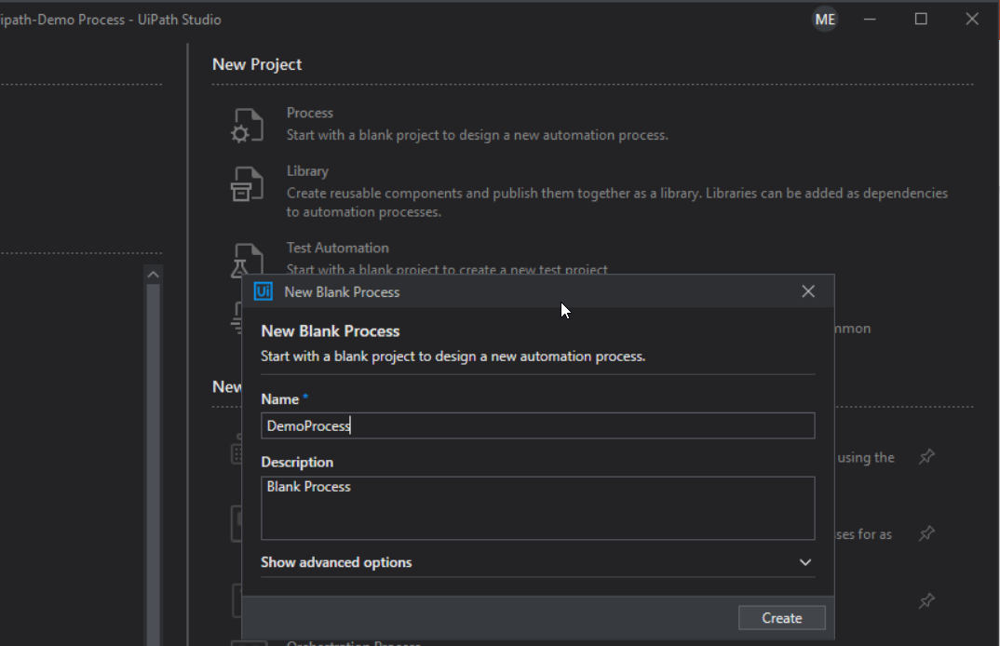 ipath-Demo Process - UiPath Studio
ME
New Project
Process
Start with a blank project to design a new automation process.
Library
Create reusable components and publish them together as a library. Libraries can be added as dependencies
to automation processes.
Test Automation
Start with a blank project to create a new test project
Ui New Blank Process
New Blank Process
mmon
Start with a blank project to design a new automation process.
New
Name *
DemoProcess
using the
Description
Blank Process
ses for as
Show advanced options
Create
Orchestration Process